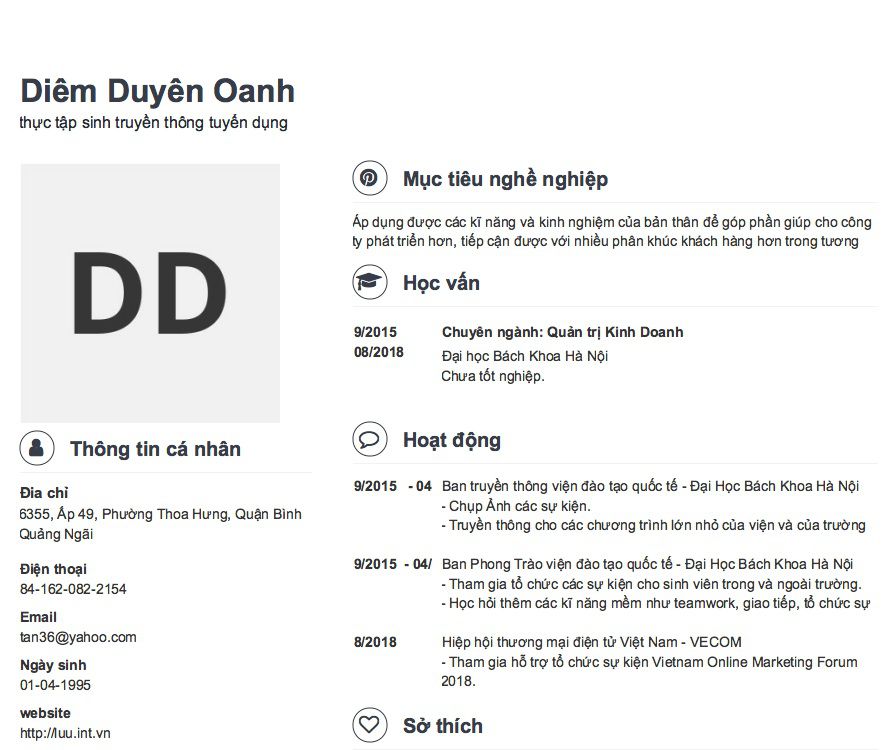 Diêm Duyên Oanh
thực tập sinh truyền thông tuyển dụng
DD
Thông tin cá nhân
Đia chỉ
6355, Ấp 49, Phường Thoa Hưng, Quận Bình
Quảng Ngãi
Điện thoại
84-162-082-2154
Email
tan36@yahoo.com
Ngày sinh
01-04-1995
website
http://luu.int.vn
Mục tiêu nghề nghiệp
Áp dụng được các kĩ năng và kinh nghiệm của bản thân để góp phần giúp cho công
ty phát triển hơn, tiếp cận được với nhiều phân khúc khách hàng hơn trong tương
Học vấn
9/2015 Chuyên ngành: Quản trị Kinh Doanh
08/2018 Đại học Bách Khoa Hà Nội
Chưa tốt nghiệp.
Hoạt động
9/2015 - 04 Ban truyền thông viện đào tạo quốc tế - Đại Học Bách Khoa Hà Nội
- Chụp Ảnh các sự kiện.
- Truyền thông cho các chương trình lớn nhỏ của viện và của trường
9/2015 - 04/ Ban Phong Trào viện đào tạo quốc tế - Đại Học Bách Khoa Hà Nội
- Tham gia tổ chức các sự kiện cho sinh viên trong và ngoài trường.
- Học hỏi thêm các kĩ năng mềm như teamwork, giao tiếp, tổ chức sự
8/2018 Hiệp hội thương mại điện tử Việt Nam - VECOM
- Tham gia hỗ trợ tổ chức sự kiện Vietnam Online Marketing Forum
2018.
Sở thích